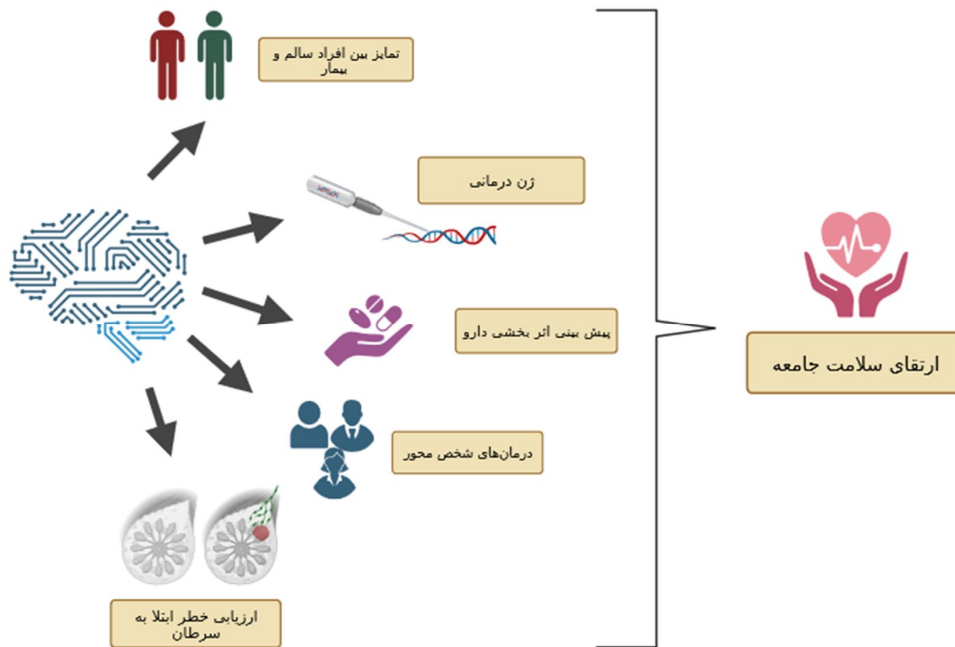 تمایز بین افراد سالم و
بیمار
ژن درمانی
پیش بینی اثر بخشی دارو
ارتقای سلامت جامعه
درمان‌های شخص محور
ارزیابی خطر ابتلا به
سرطان